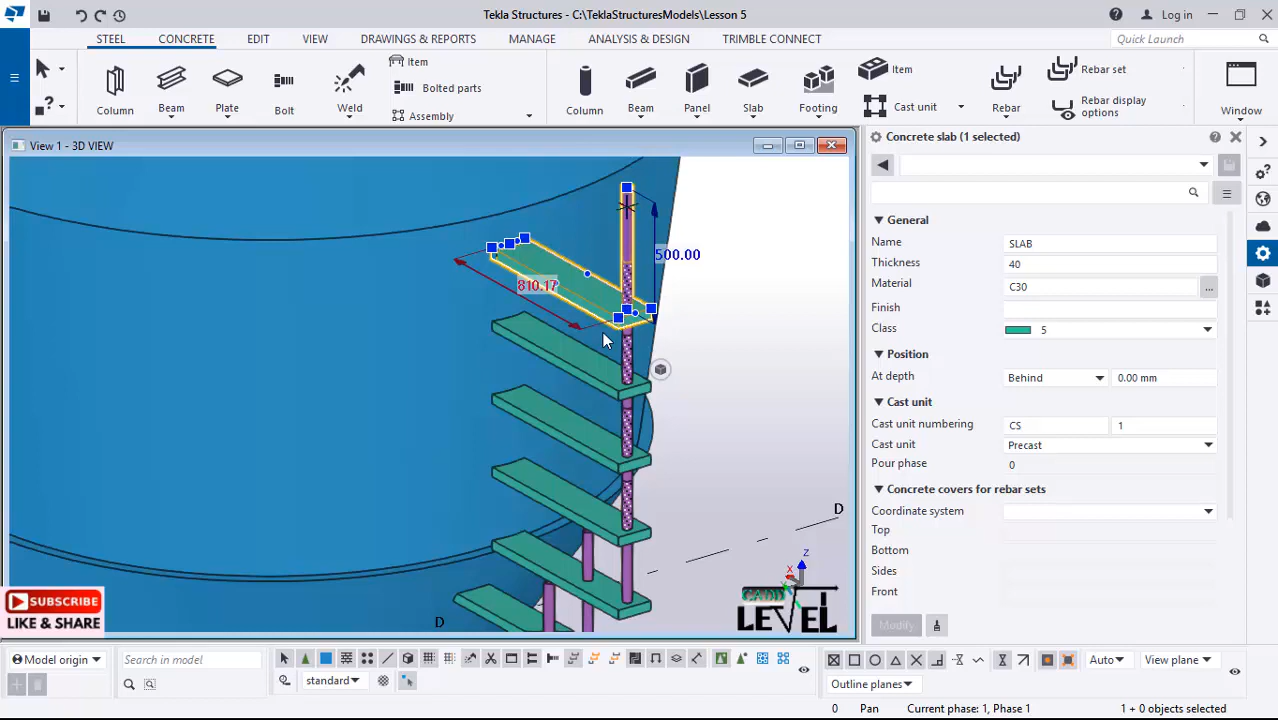 Tekla Structures - C:\TeklaStructuresModels\Lesson 5
Log in
STEEL CONCRETE EDIT VIEW DRAWINGS & REPORTS MANAGE ANALYSIS & DESIGN TRIMBLE CONNECT
Quick Launch
Column Beam Plate Bolt Weld
Item
Bolted parts
Assembly
Column Beam Panel Slab Footing
Item
Cast unit
Rebar
Rebar set
Rebar display options
Window
View 1 - 3D VIEW
500.00
810.17
D
D
Z
X
Concrete slab (1 selected)
General
Name SLAB
Thickness 40
Material C30 ...
Finish
Class 5
Position
At depth Behind 0.00 mm
Cast unit
Cast unit numbering CS 1
Cast unit Precast
Pour phase 0
Concrete covers for rebar sets
Coordinate system
Top
Bottom
Sides
Front
Modify
SUBSCRIBE
LIKE & SHARE
CADD
LEVEL
Model origin
Search in model
standard
Auto
View plane
Outline planes
0 Pan Current phase: 1, Phase 1 1 + 0 objects selected